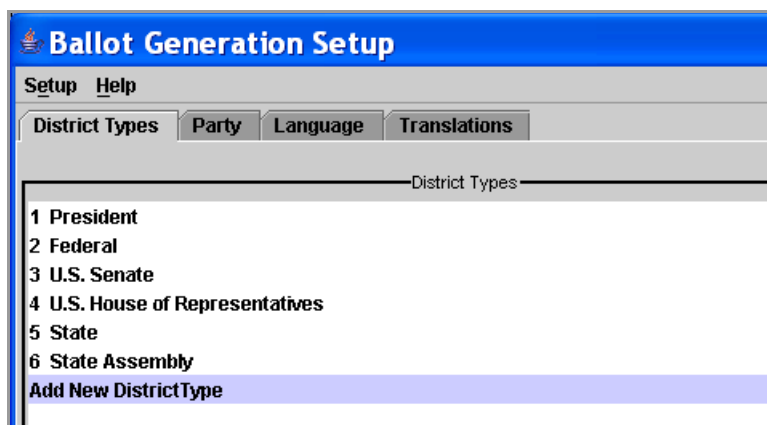 Ballot Generation Setup
Setup Help
District Types Party Language Translations
District Types
1 President
2 Federal
3 U.S. Senate
4 U.S. House of Representatives
5 State
6 State Assembly
Add New DistrictType